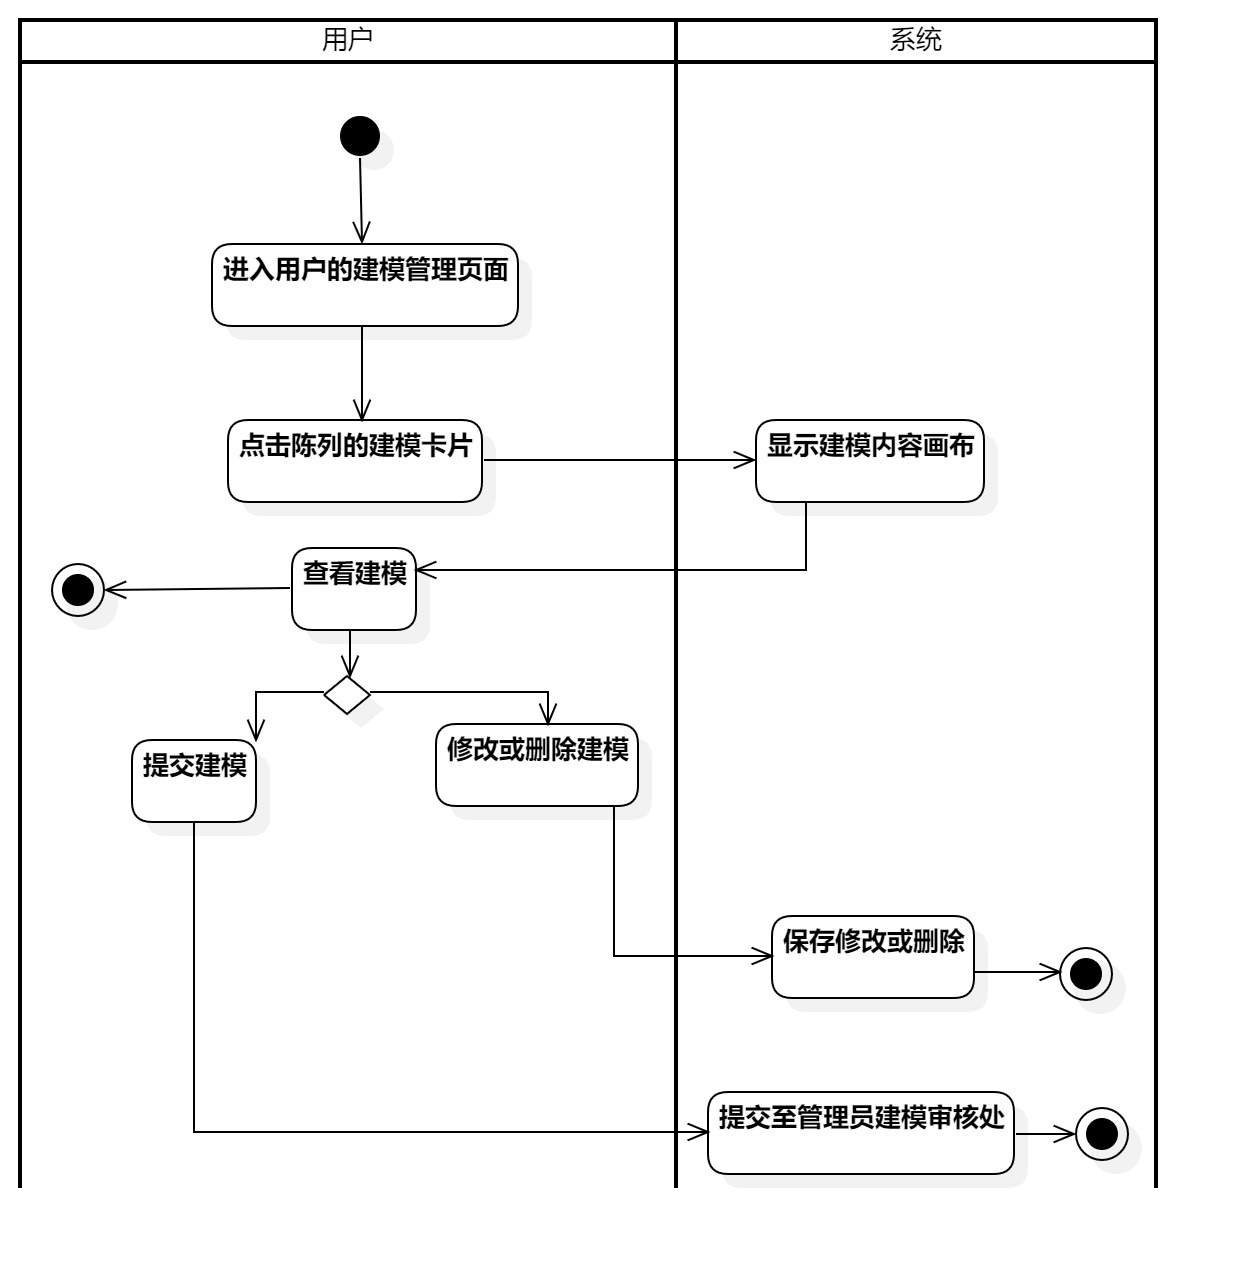 用户
系统
进入用户的建模管理页面
点击陈列的建模卡片
显示建模内容画布
查看建模
修改或删除建模
提交建模
保存修改或删除
提交至管理员建模审核处